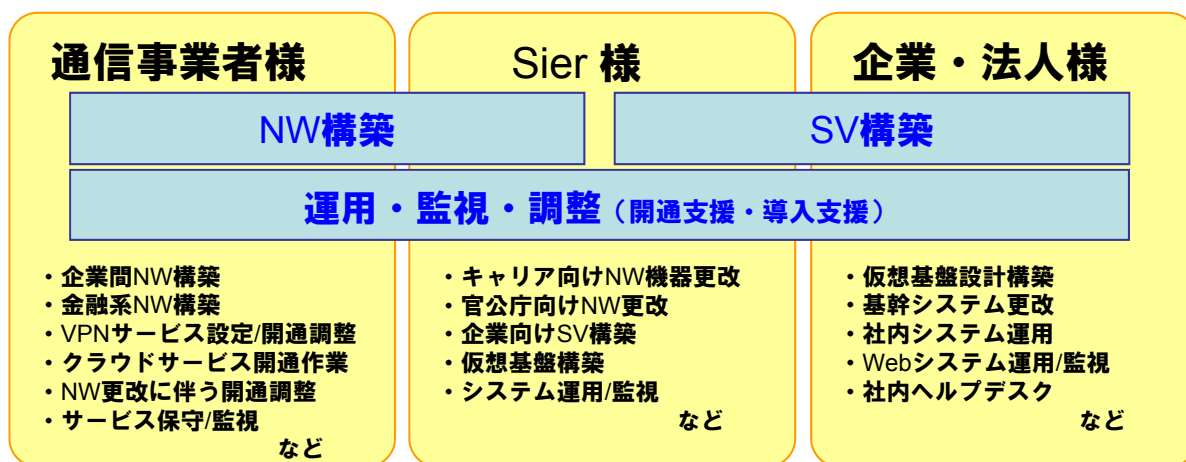 通信事業者様
Sier 様
企業・法人様
NW構築
SV構築
運用・監視・調整（開通支援・導入支援）
・企業間NW構築
・金融系NW構築
・VPNサービス設定/開通調整
・クラウドサービス開通作業
・NW更改に伴う開通調整
・サービス保守/監視
など
・キャリア向けNW機器更改
・官公庁向けNW更改
・企業向けSV構築
・仮想基盤構築
・システム運用/監視
など
・仮想基盤設計構築
・基幹システム更改
・社内システム運用
・Webシステム運用/監視
・社内ヘルプデスク
など